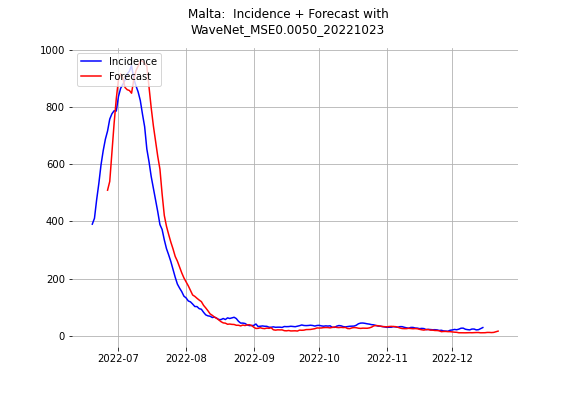 Malta:  Incidence + Forecast with
WaveNet_MSE0.0050_20221023
Incidence
Forecast
1000
800
600
400
200
0
2022-07 2022-08 2022-09 2022-10 2022-11 2022-12